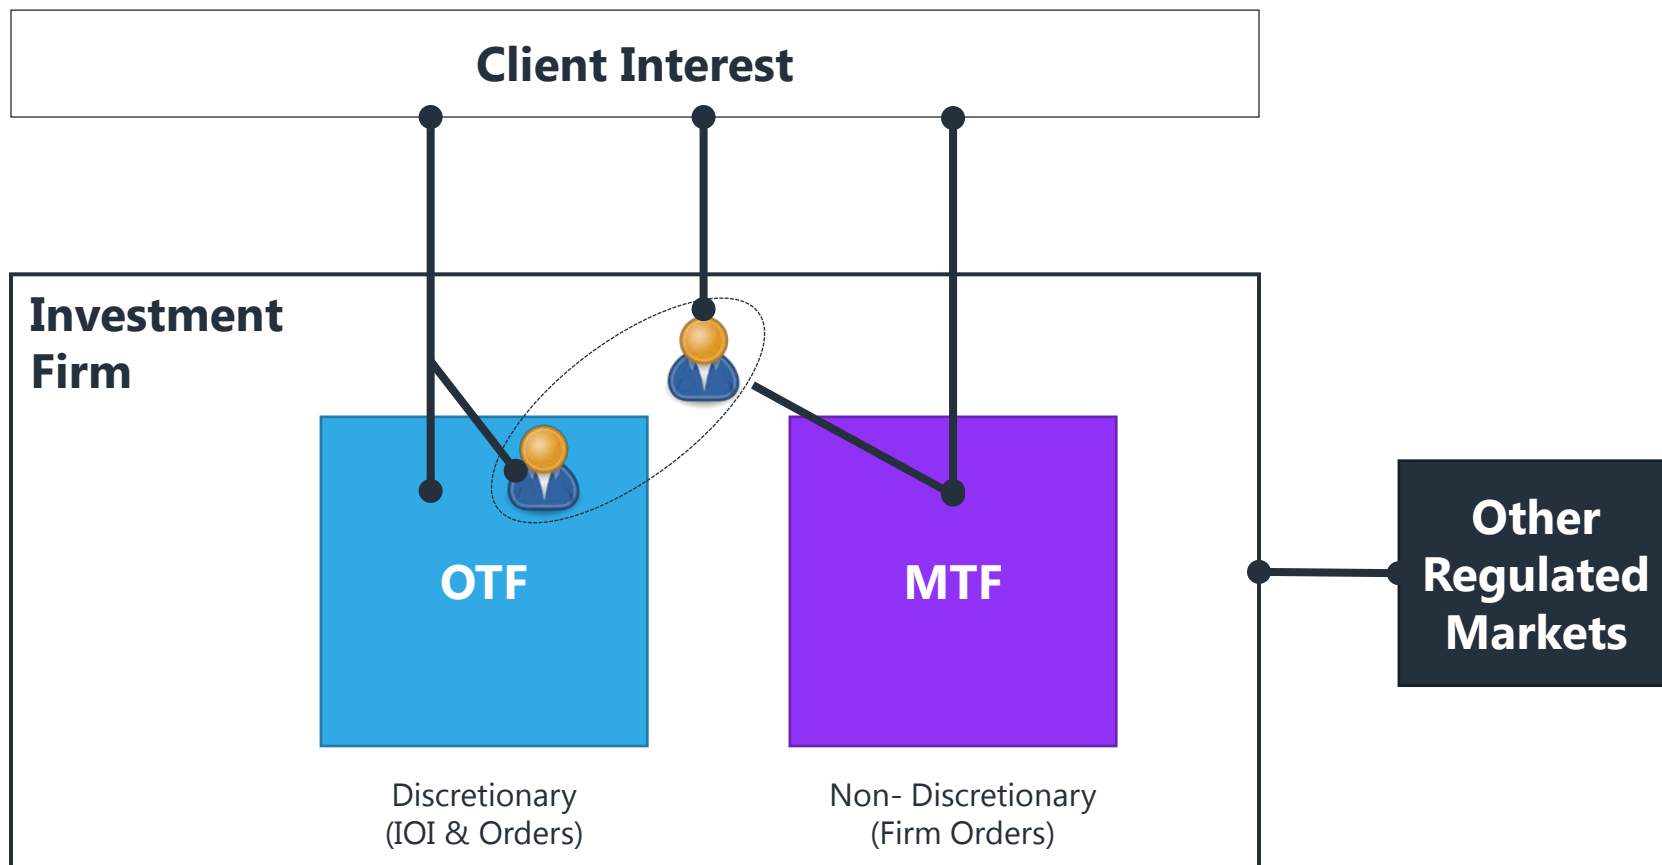 Client Interest
Investment
Firm
OTF
MTF
Other
Regulated
Markets
Discretionary
(IOI & Orders)
Non- Discretionary
(Firm Orders)